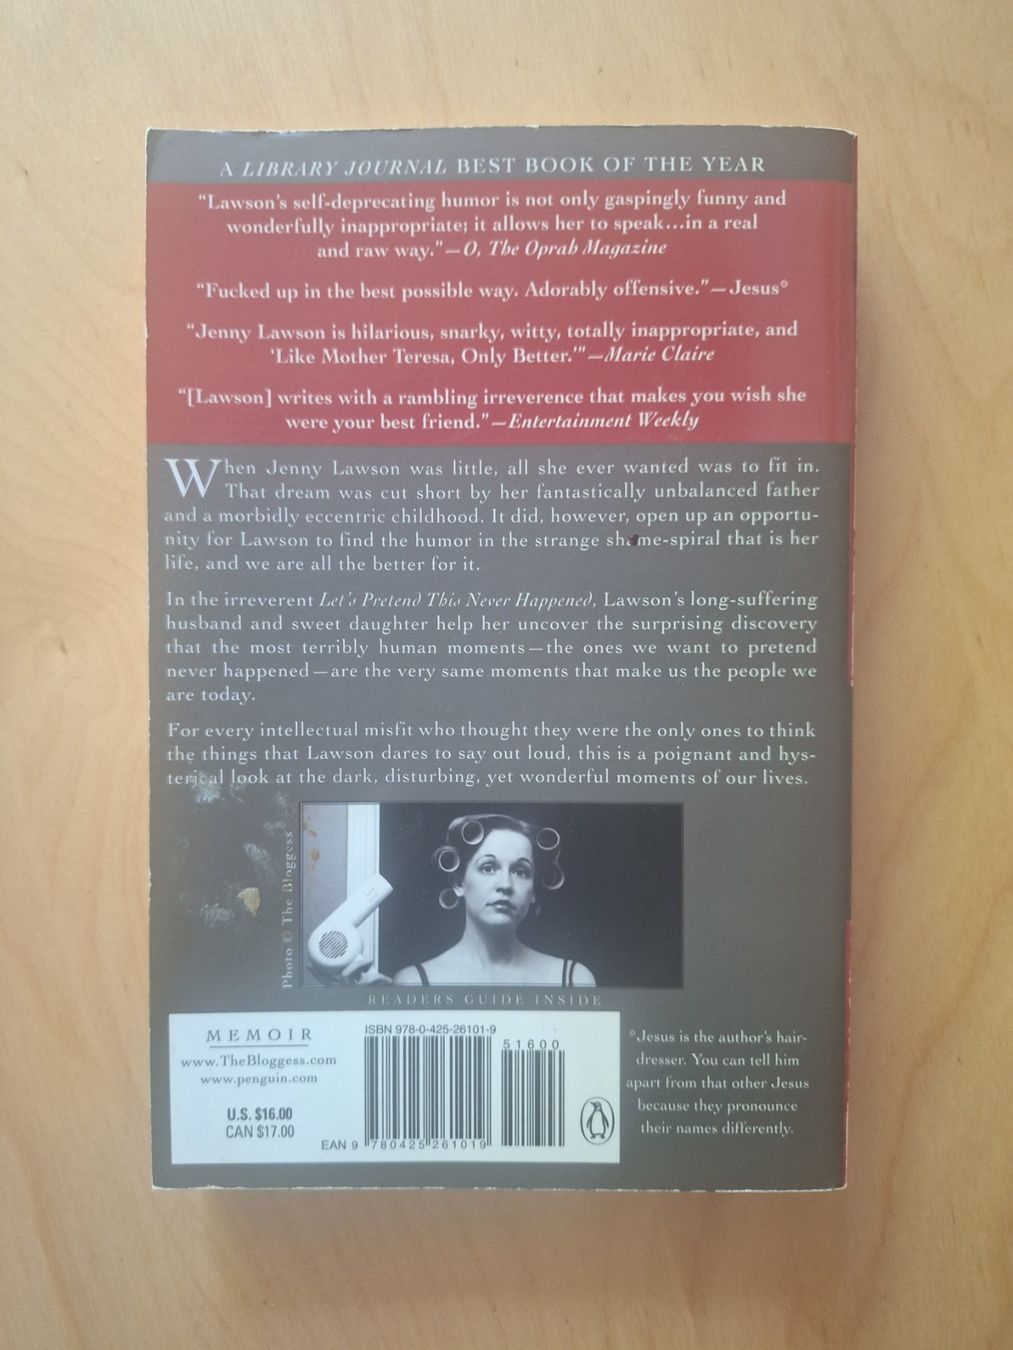 A LIBRARY JOURNAL BEST BOOK OF THE YEAR
“Lawson’s self-deprecating humor is not only gaspingly funny and
wonderfully inappropriate; it allows her to speak...in a real
and raw way.”—O, The Oprah Magazine
“Fucked up in the best possible way. Adorably offensive.”—Jesus*
“Jenny Lawson is hilarious, snarky, witty, totally inappropriate, and
‘Like Mother Teresa, Only Better.’”—Marie Claire
“[Lawson] writes with a rambling irreverence that makes you wish she
were your best friend.”—Entertainment Weekly
When Jenny Lawson was little, all she ever wanted was to fit in.
That dream was cut short by her fantastically unbalanced father
and a morbidly eccentric childhood. It did, however, open up an opportu-
nity for Lawson to find the humor in the strange shame-spiral that is her
life, and we are all the better for it.
In the irreverent Let’s Pretend This Never Happened, Lawson’s long-suffering
husband and sweet daughter help her uncover the surprising discovery
that the most terribly human moments—the ones we want to pretend
never happened—are the very same moments that make us the people we
are today.
For every intellectual misfit who thought they were the only ones to think
the things that Lawson dares to say out loud, this is a poignant and hys-
terical look at the dark, disturbing, yet wonderful moments of our lives.
Photo © The Bloggess
READERS GUIDE INSIDE
MEMOIR
www.TheBloggess.com
www.penguin.com
U.S. $16.00
CAN $17.00
ISBN 978-0-425-26101-9
51600
EAN 9 780425 261019
*Jesus is the author’s hair-
dresser. You can tell him
apart from that other Jesus
because they pronounce
their names differently.